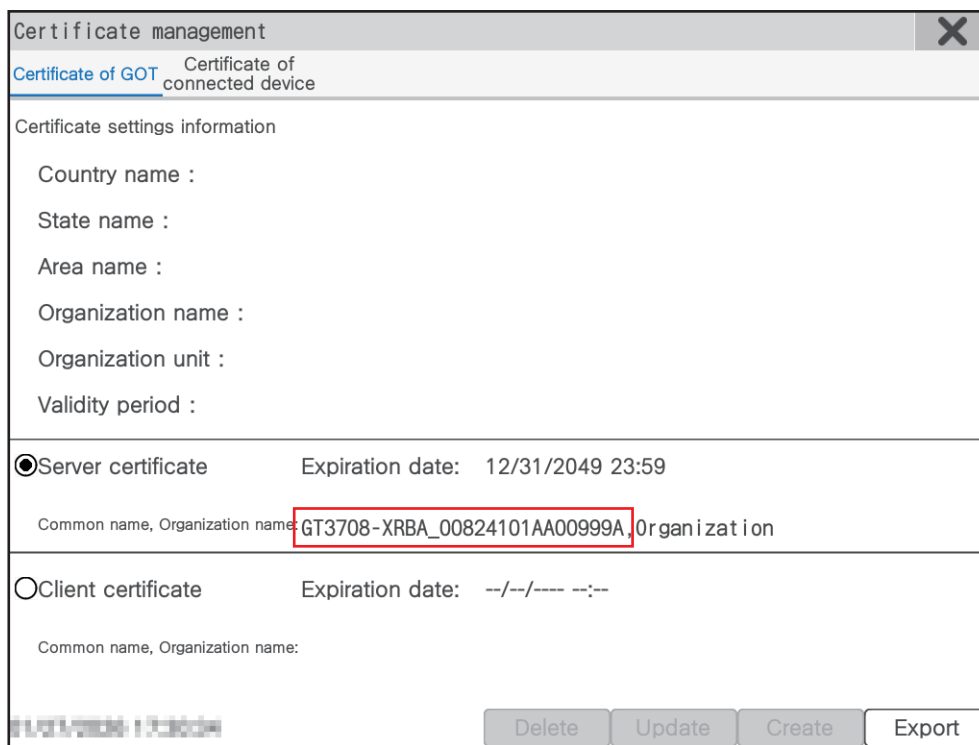 Certificate management
Certificate of GOT
Certificate of
connected device
Certificate settings information
Country name :
State name :
Area name :
Organization name :
Organization unit :
Validity period :
Server certificate Expiration date: 12/31/2049 23:59
Common name, Organization name: GT3708-XRBA_00824101AA00999A,Organization
Client certificate Expiration date: --/--/---- --:--
Common name, Organization name:
Delete Update Create Export